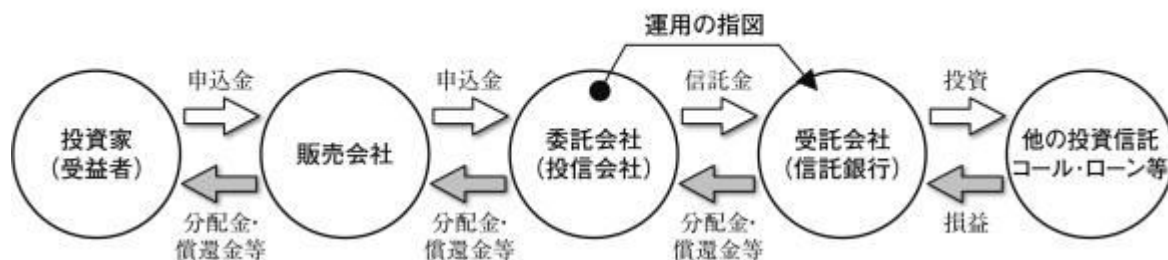 運用の指図
申込金
申込金
信託金
投資
投資家
(受益者)
販売会社
委託会社
(投信会社)
受託会社
(信託銀行)
他の投資信託
コール・ローン等
分配金・
償還金等
分配金・
償還金等
分配金・
償還金等
損益